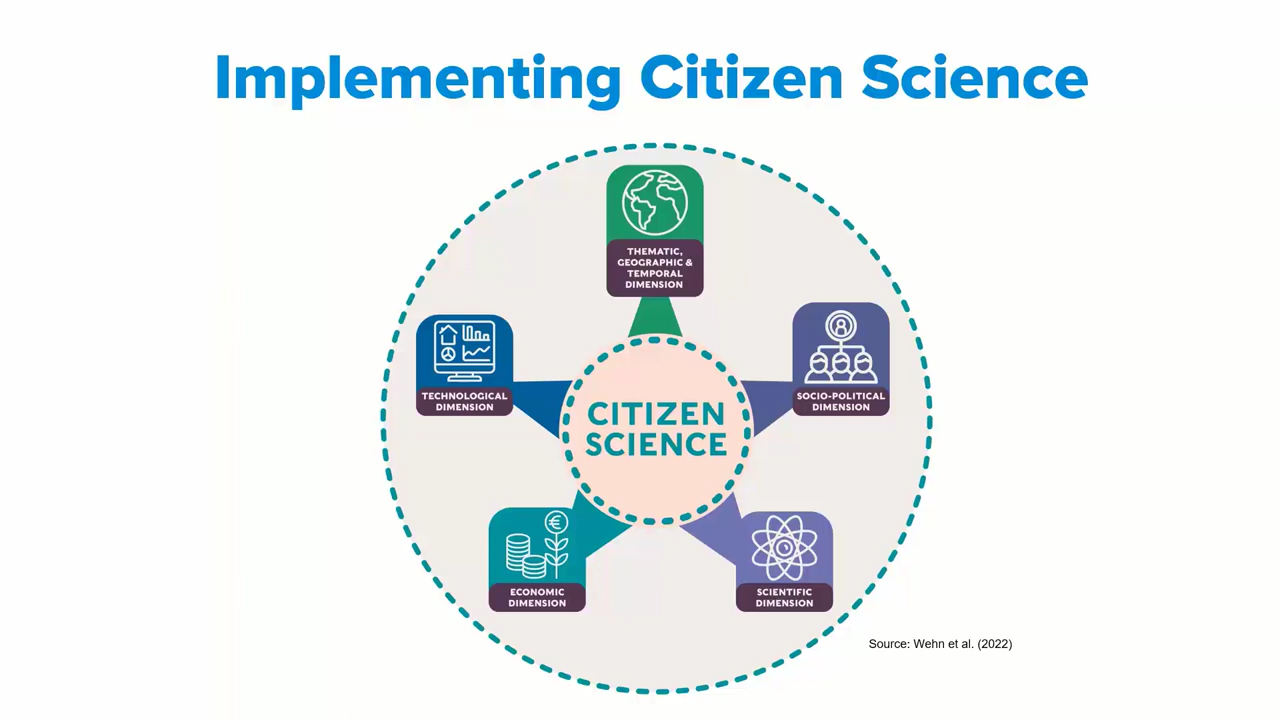 Implementing Citizen Science
THEMATIC,
GEOGRAPHIC &
TEMPORAL
DIMENSION
TECHNOLOGICAL
DIMENSION
SOCIO-POLITICAL
DIMENSION
CITIZEN
SCIENCE
€
ECONOMIC
DIMENSION
SCIENTIFIC
DIMENSION
Source: Wehn et al. (2022)